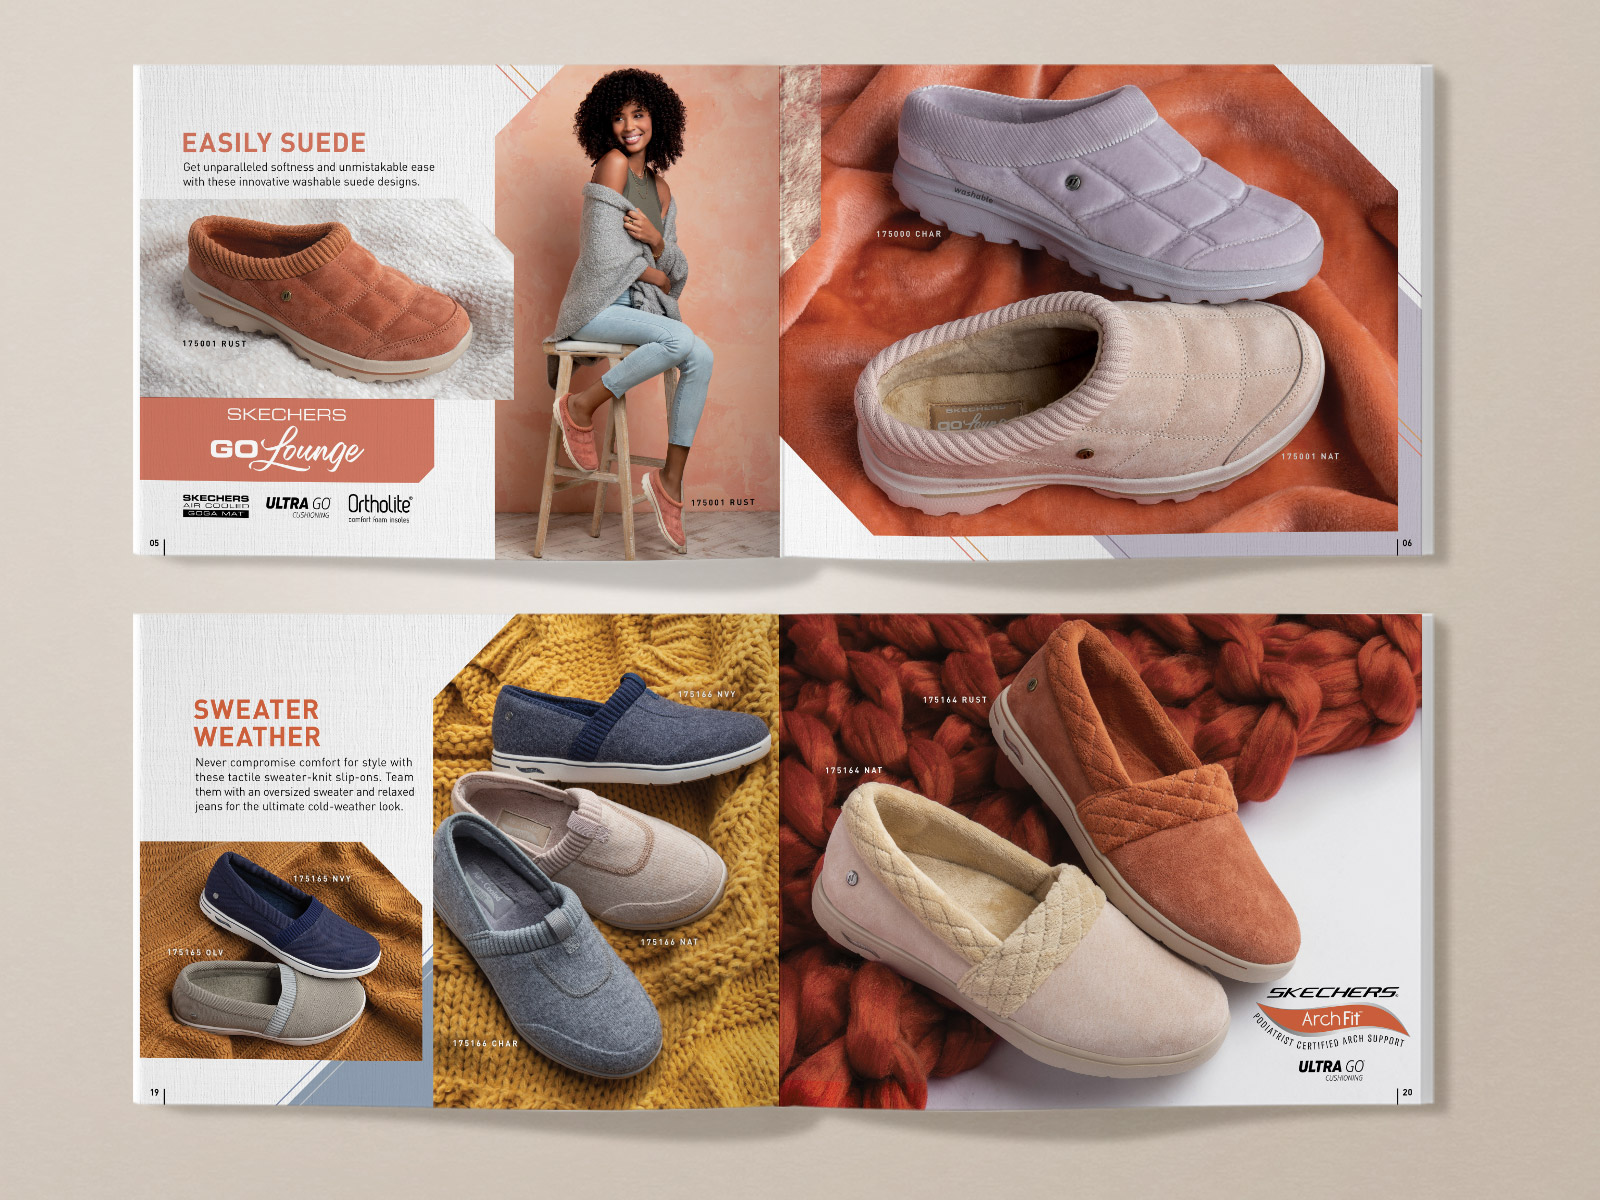 EASILY SUEDE
Get unparalleled softness and unmistakable ease
with these innovative washable suede designs.
175001 RUST
SKECHERS
GO Lounge
SKECHERS
AIR COOLED
GOGA MAT
ULTRA GO
CUSHIONING
Ortholite®
comfort foam insoles
05
175001 RUST
washable
175000 CHAR
SKECHERS
GO Lounge
175001 NAT
06
SWEATER
WEATHER
Never compromise comfort for style with
these tactile sweater-knit slip-ons. Team
them with an oversized sweater and relaxed
jeans for the ultimate cold-weather look.
175165 NVY
175165 OLV
19
175166 NVY
175166 NAT
175166 CHAR
175164 RUST
175164 NAT
SKECHERS
Arch Fit
PODIATRIST CERTIFIED ARCH SUPPORT
ULTRA GO
CUSHIONING
20